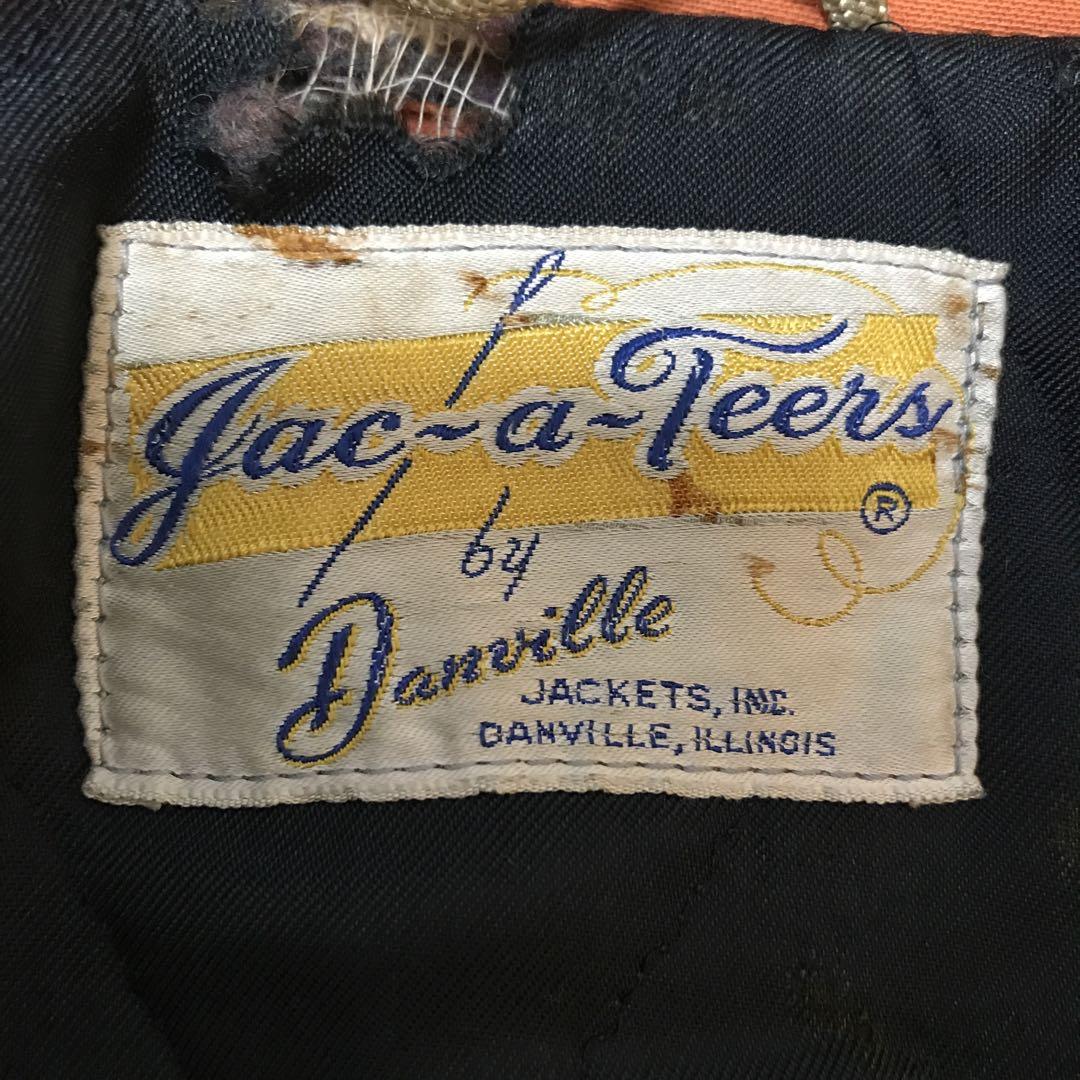 Jac-a-Teers
®
by
Danville
JACKETS, INC.
DANVILLE, ILLINOIS